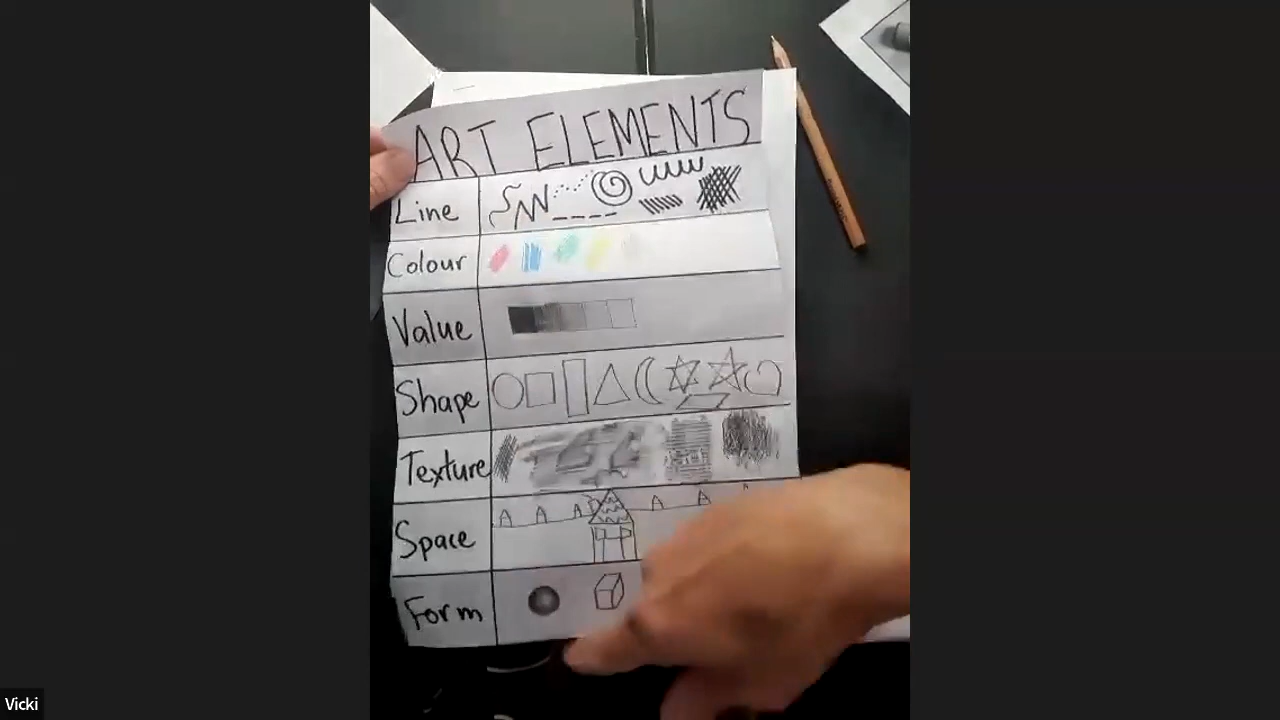 ART ELEMENTS
Line
Colour
Value
Shape
Texture
Space
Form
Vicki